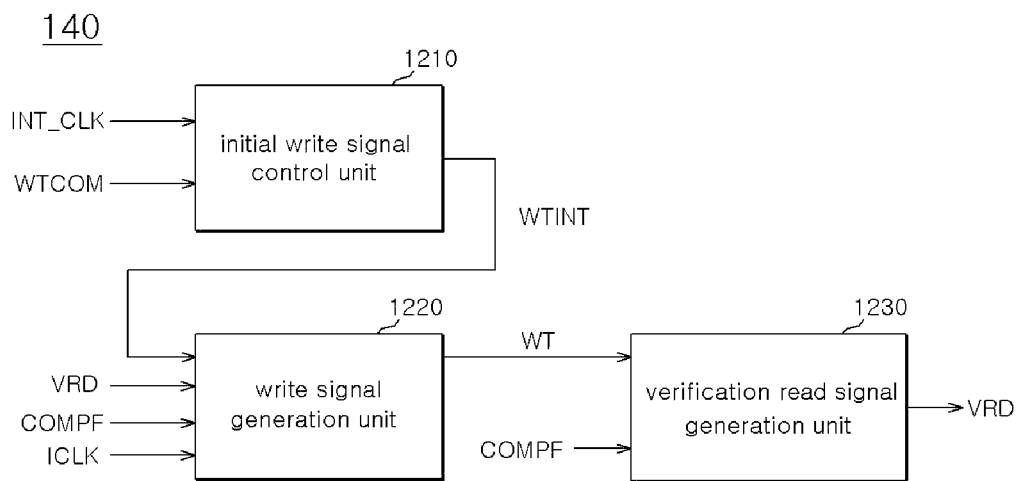 140
1210
INT_CLK
WTCOM
initial write signal
control unit
WTINT
1220
1230
VRD
COMPF
ICLK
write signal
generation unit
WT
COMPF
verification read signal
generation unit
VRD